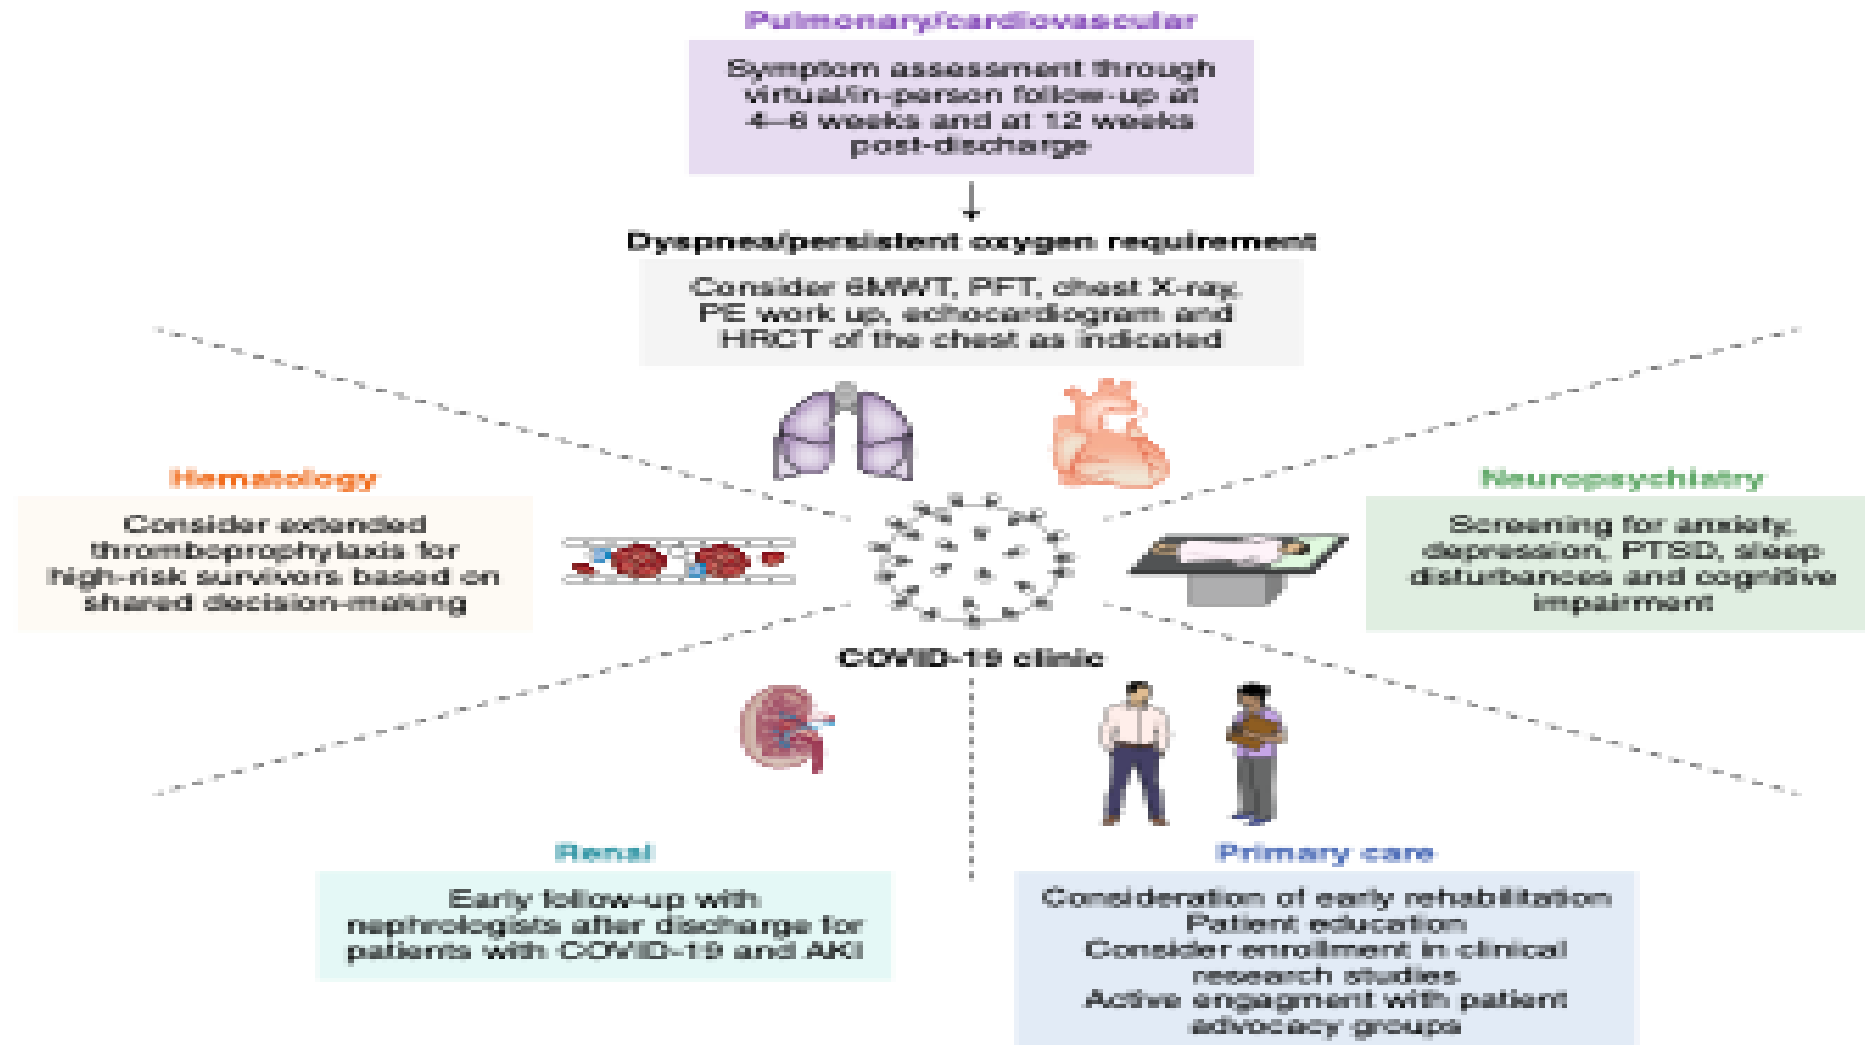 Pulmonary/cardiovascular
Symptom assessment through
virtual/in-person follow-up at
4–6 weeks and at 12 weeks
post-discharge
Dyspnea/persistent oxygen requirement
Consider 6MWT, PFT, chest X-ray,
PE work up, echocardiogram and
HRCT of the chest as indicated
Hematology
Consider extended
thromboprophylaxis for
high-risk survivors based on
shared decision-making
Neuropsychiatry
Screening for anxiety,
depression, PTSD, sleep
disturbances and cognitive
impairment
COVID-19 clinic
Renal
Early follow-up with
nephrologists after discharge for
patients with COVID-19 and AKI
Primary care
Consideration of early rehabilitation
Patient education
Consider enrollment in clinical
research studies
Active engagment with patient
advocacy groups